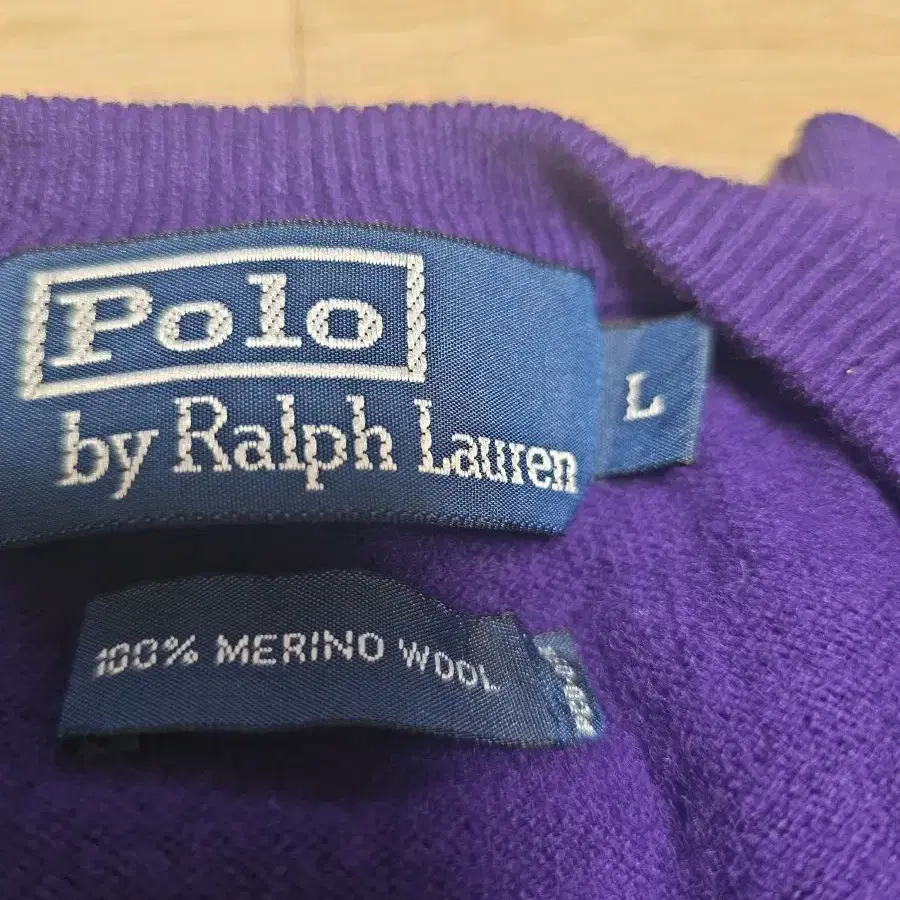 Polo
by Ralph Lauren
L
100% MERINO WOOL